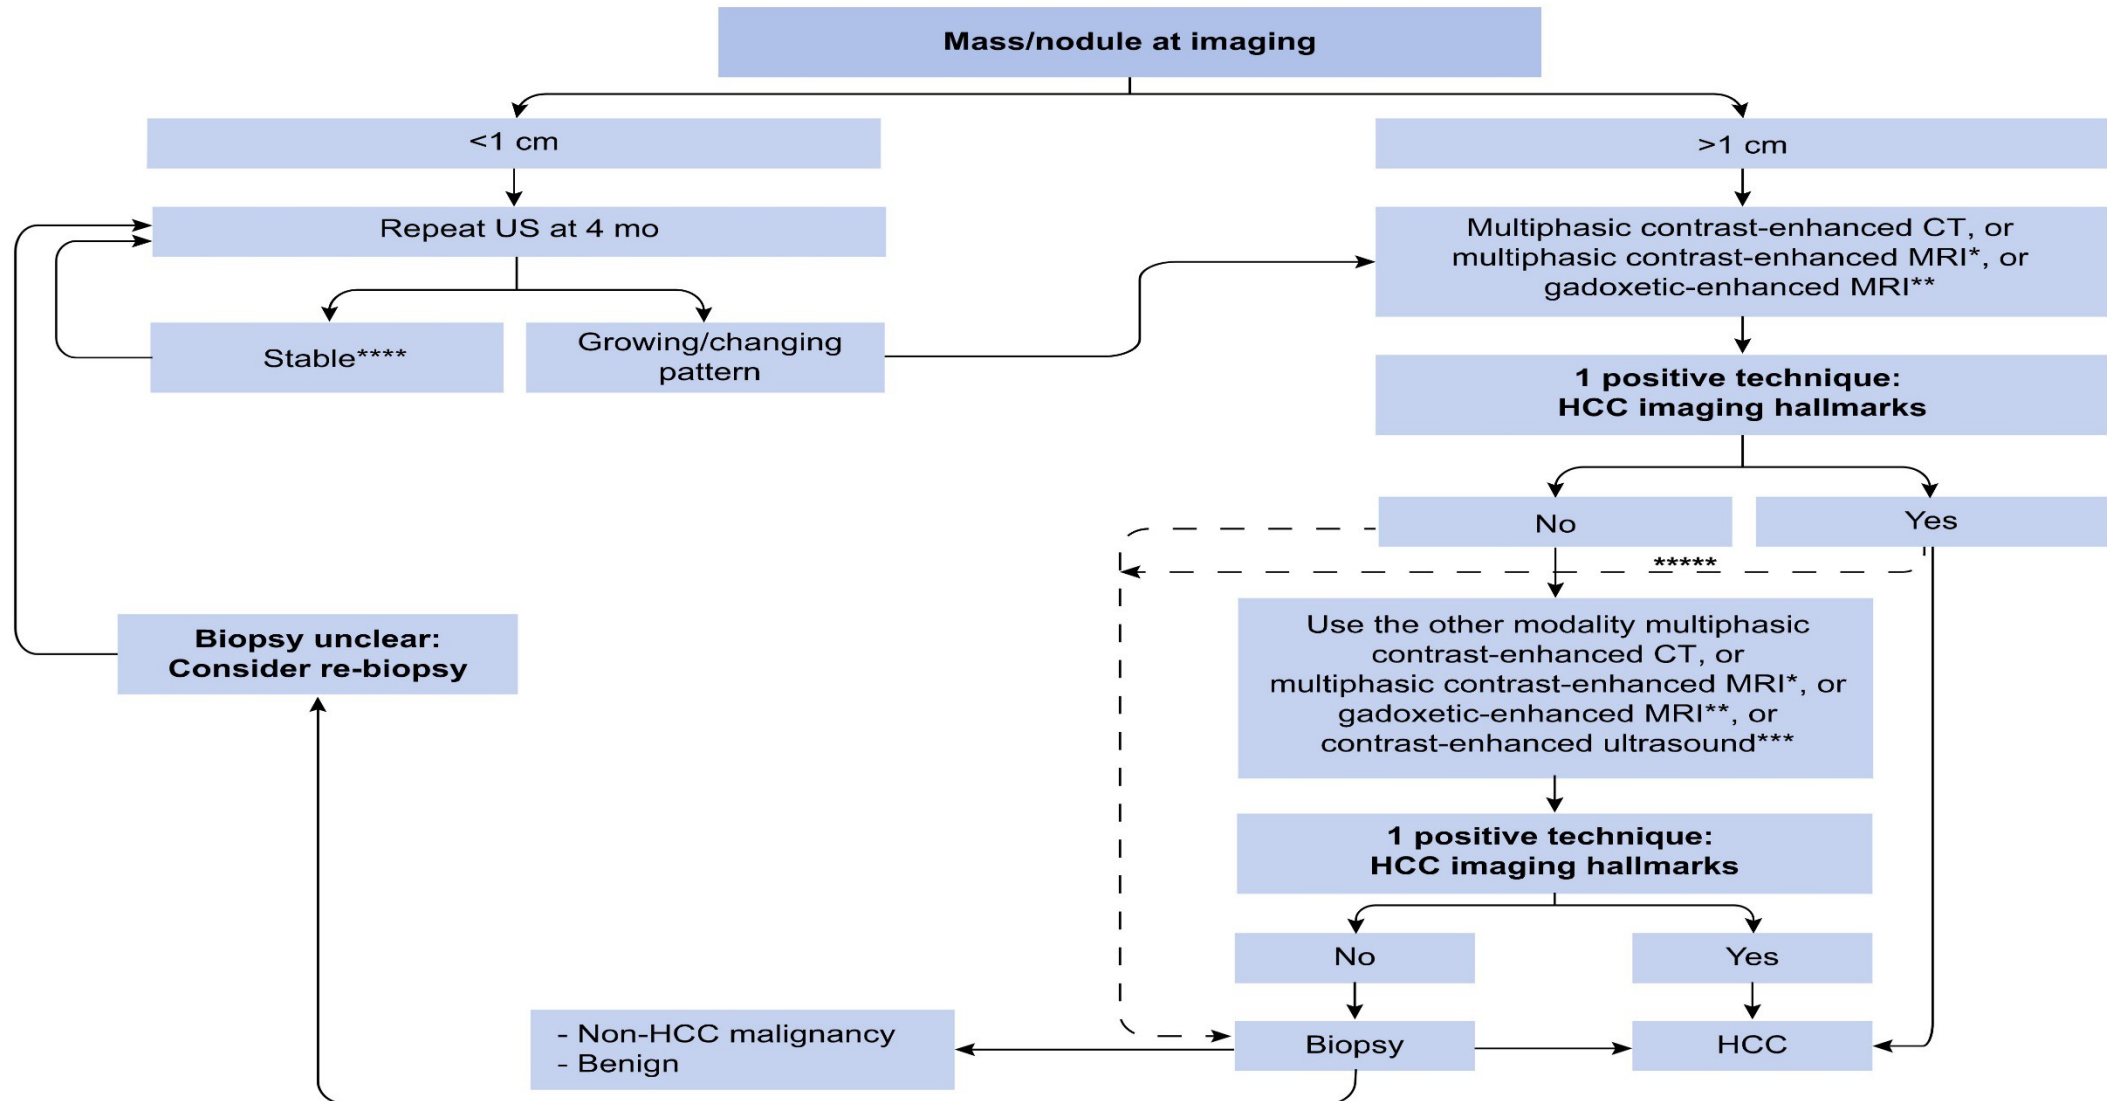 Mass/nodule at imaging
<1 cm
>1 cm
Repeat US at 4 mo
Multiphasic contrast-enhanced CT, or
multiphasic contrast-enhanced MRI*, or
gadoxetic-enhanced MRI**
Stable****
Growing/changing
pattern
1 positive technique:
HCC imaging hallmarks
No
Yes
*****
Use the other modality multiphasic
contrast-enhanced CT, or
multiphasic contrast-enhanced MRI*, or
gadoxetic-enhanced MRI**, or
contrast-enhanced ultrasound***
Biopsy unclear:
Consider re-biopsy
1 positive technique:
HCC imaging hallmarks
No
Yes
- Non-HCC malignancy
- Benign
Biopsy
HCC